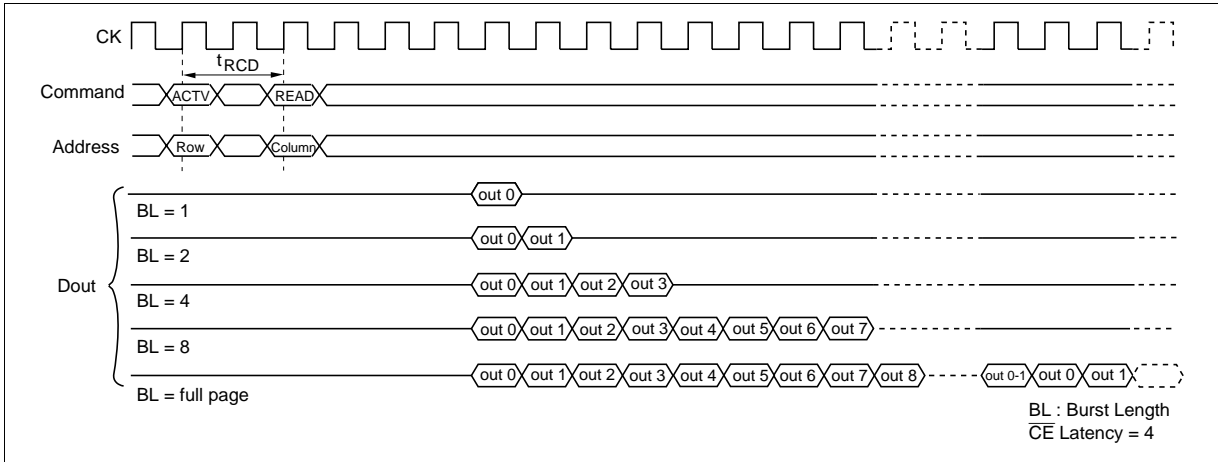 CK
tRCD
Command ACTV READ
Address Row Column
out 0
BL = 1
out 0 out 1
BL = 2
Dout
out 0 out 1 out 2 out 3
BL = 4
out 0 out 1 out 2 out 3 out 4 out 5 out 6 out 7
BL = 8
out 0 out 1 out 2 out 3 out 4 out 5 out 6 out 7 out 8 out 0-1 out 0 out 1
BL = full page
BL : Burst Length
CE Latency = 4